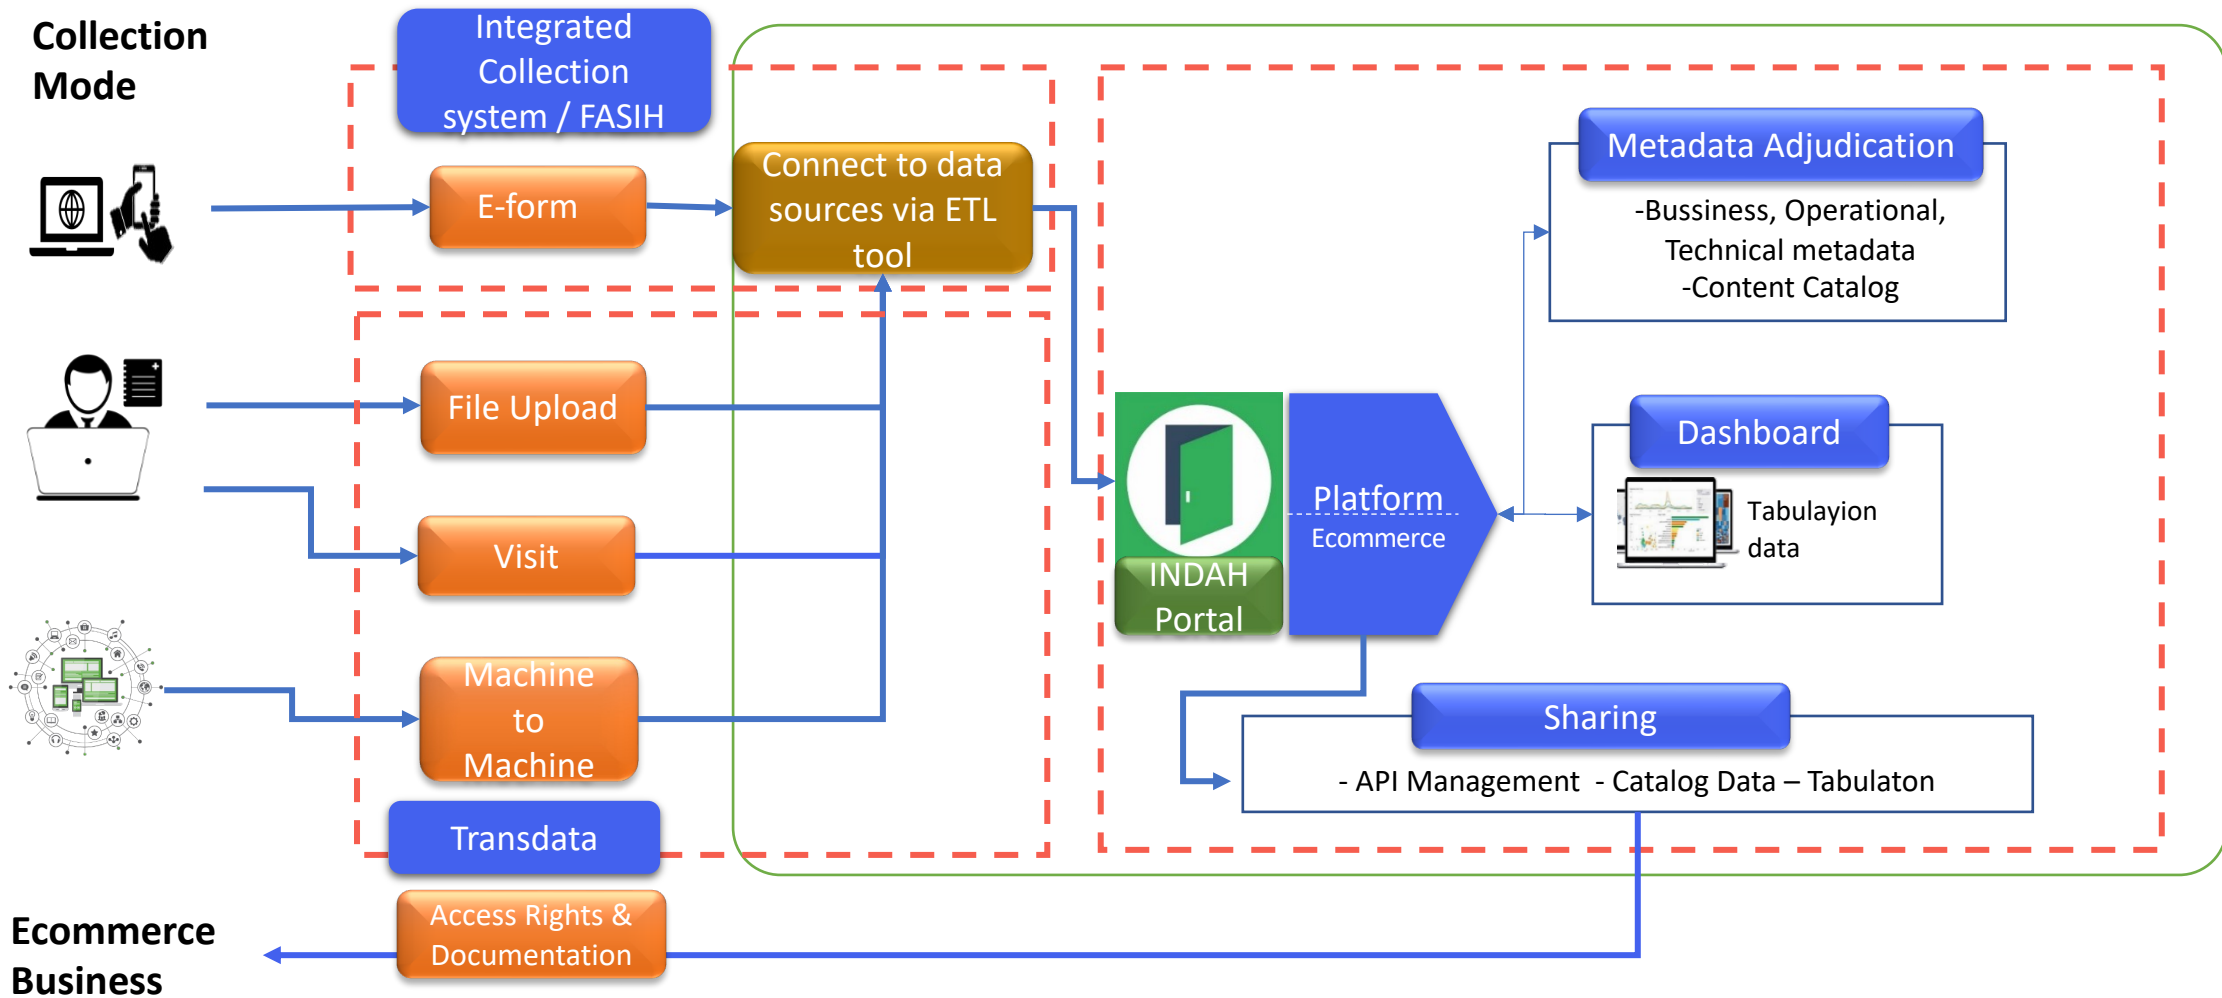 Collection
Mode
Integrated
Collection
system / FASIH
E-form
Connect to data
sources via ETL
tool
File Upload
Visit
Machine
to
Machine
Transdata
INDAH
Portal
Platform
Ecommerce
Metadata Adjudication
-Bussiness, Operational,
Technical metadata
-Content Catalog
Dashboard
Tabulayion
data
Sharing
- API Management  - Catalog Data – Tabulaton
Access Rights &
Documentation
Ecommerce
Business